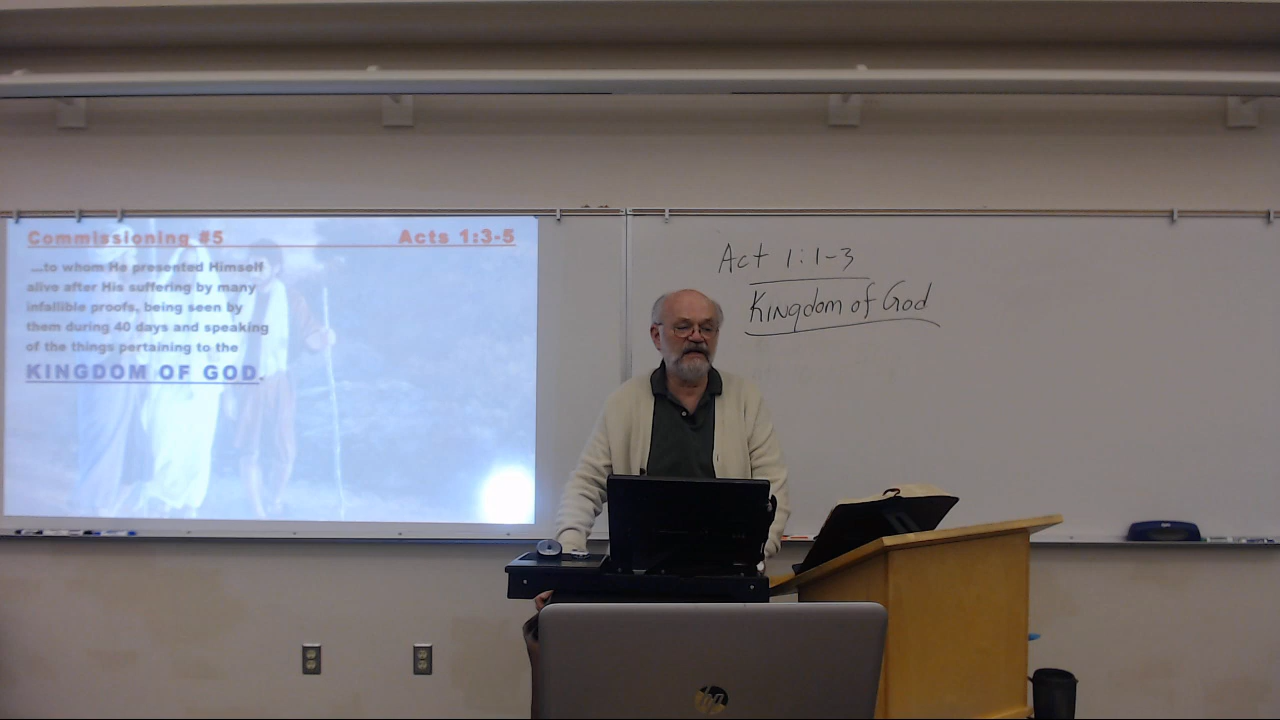 Commissioning #5 Acts 1:3-5
...to whom He presented Himself
alive after His suffering by many
infallible proofs, being seen by
them during 40 days and speaking
of the things pertaining to the
KINGDOM OF GOD.
Act 1:1-3
Kingdom of God
hp